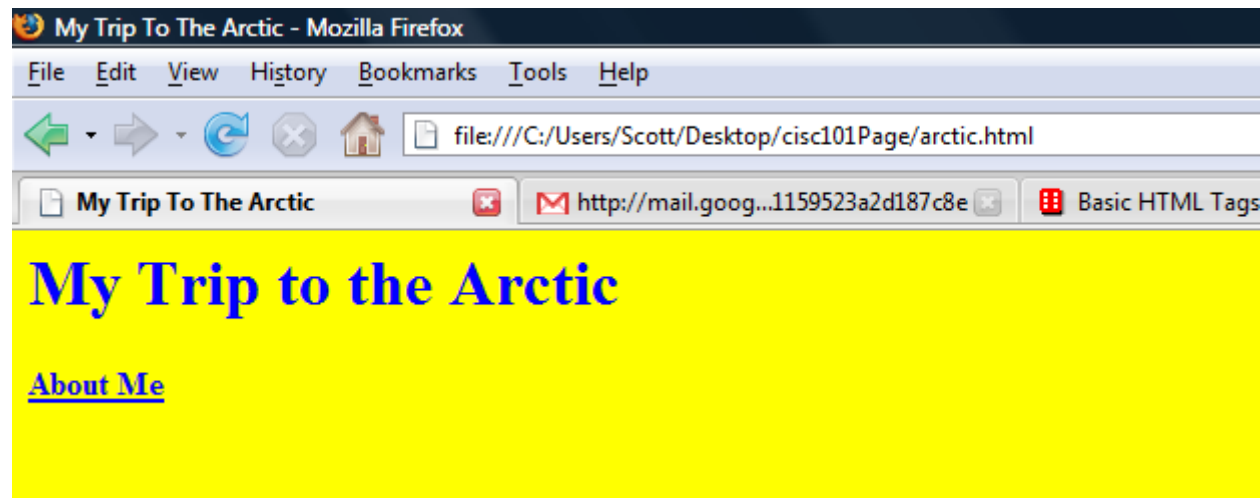 My Trip To The Arctic - Mozilla Firefox
File Edit View History Bookmarks Tools Help
file:///C:/Users/Scott/Desktop/cisc101Page/arctic.html
My Trip To The Arctic http://mail.goog...1159523a2d187c8e Basic HTML Tags
My Trip to the Arctic
About Me